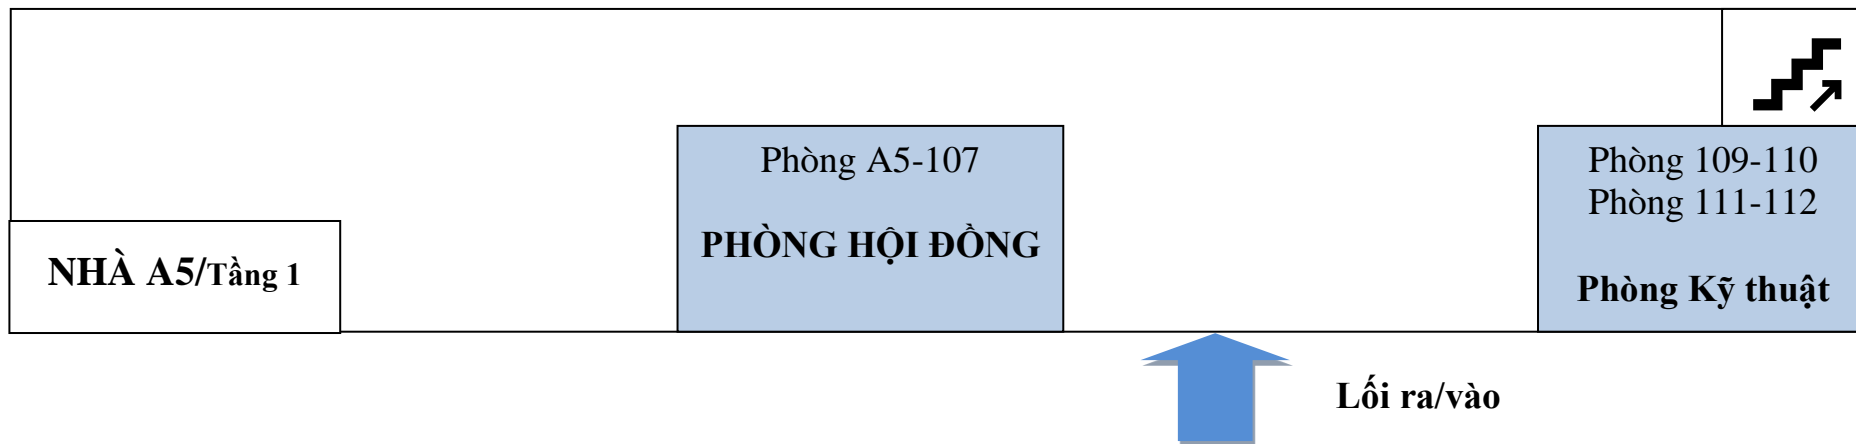 Phòng A5-107
PHÒNG HỘI ĐỒNG
Phòng 109-110
Phòng 111-112
Phòng Kỹ thuật
NHÀ A5/Tầng 1
Lối ra/vào